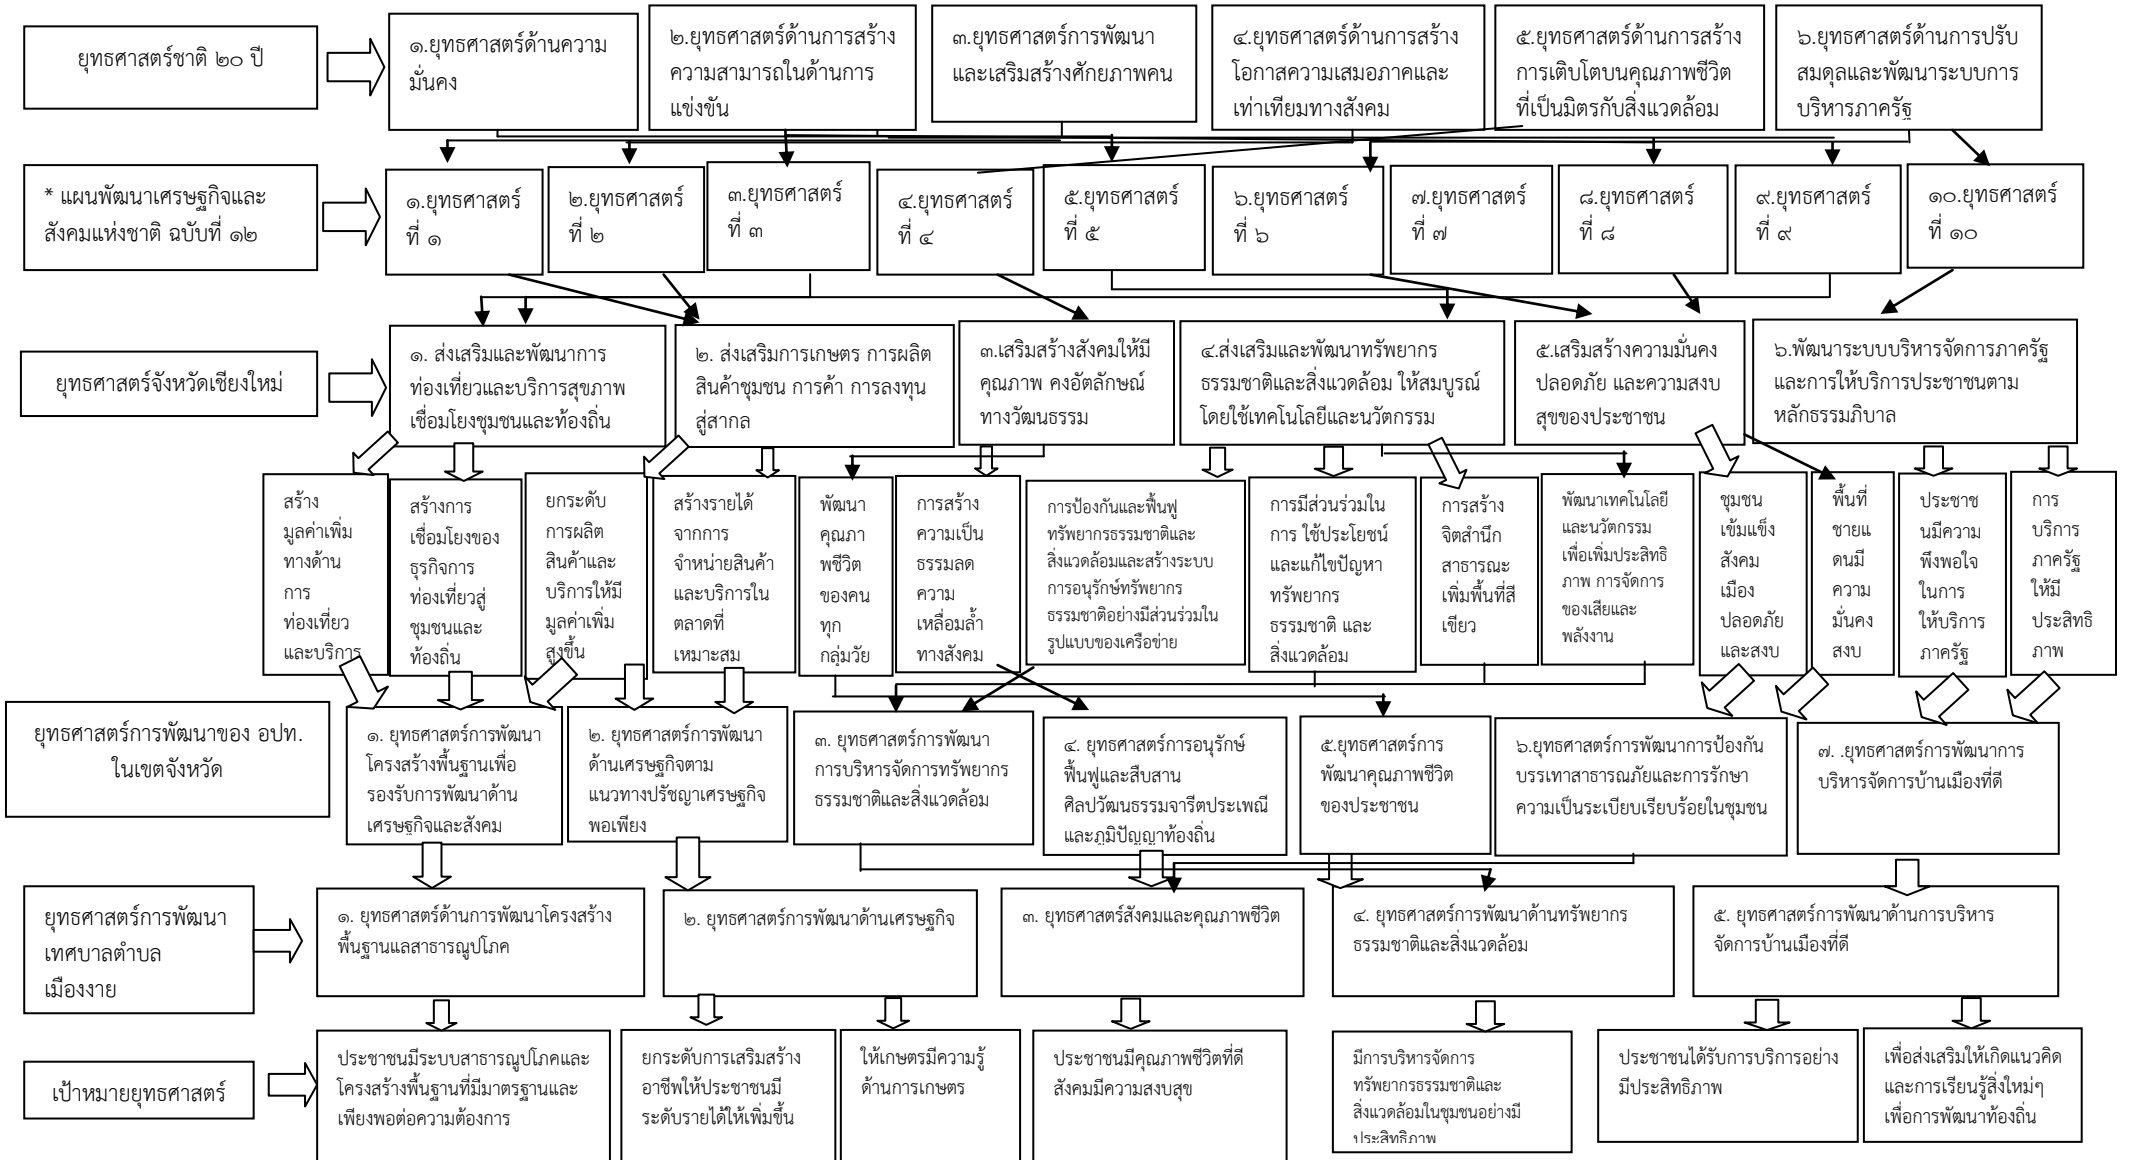 ยุทธศาสตร์ชาติ ๒๐ ปี
๑.ยุทธศาสตร์ด้านความ
มั่นคง
๒.ยุทธศาสตร์ด้านการสร้าง
ความสามารถในด้านการ
แข่งขัน
๓.ยุทธศาสตร์การพัฒนา
และเสริมสร้างศักยภาพคน
๔.ยุทธศาสตร์ด้านการสร้าง
โอกาสความเสมอภาคและ
เท่าเทียมทางสังคม
๕.ยุทธศาสตร์ด้านการสร้าง
การเติบโตบนคุณภาพชีวิต
ที่เป็นมิตรกับสิ่งแวดล้อม
๖.ยุทธศาสตร์ด้านการปรับ
สมดุลและพัฒนาระบบการ
บริหารภาครัฐ
* แผนพัฒนาเศรษฐกิจและ
สังคมแห่งชาติ ฉบับที่ ๑๒
๑.ยุทธศาสตร์
ที่ ๑
๒.ยุทธศาสตร์
ที่ ๒
๓.ยุทธศาสตร์
ที่ ๓
๔.ยุทธศาสตร์
ที่ ๔
๕.ยุทธศาสตร์
ที่ ๕
๖.ยุทธศาสตร์
ที่ ๖
๗.ยุทธศาสตร์
ที่ ๗
๘.ยุทธศาสตร์
ที่ ๘
๙.ยุทธศาสตร์
ที่ ๙
๑๐.ยุทธศาสตร์
ที่ ๑๐
ยุทธศาสตร์จังหวัดเชียงใหม่
๑. ส่งเสริมและพัฒนาการ
ท่องเที่ยวและบริการสุขภาพ
เชื่อมโยงชุมชนและท้องถิ่น
๒. ส่งเสริมการเกษตร การผลิต
สินค้าชุมชน การค้า การลงทุน
สู่สากล
๓.เสริมสร้างสังคมให้มี
คุณภาพ คงอัตลักษณ์
ทางวัฒนธรรม
๔.ส่งเสริมและพัฒนาทรัพยากร
ธรรมชาติและสิ่งแวดล้อม ให้สมบูรณ์
โดยใช้เทคโนโลยีและนวัตกรรม
๕.เสริมสร้างความมั่นคง
ปลอดภัย และความสงบ
สุขของประชาชน
๖.พัฒนาระบบบริหารจัดการภาครัฐ
และการให้บริการประชาชนตาม
หลักธรรมาภิบาล
สร้าง
มูลค่าเพิ่ม
ทางด้าน
การ
ท่องเที่ยว
และบริการ
สร้างการ
เชื่อมโยงของ
ธุรกิจการ
ท่องเที่ยวสู่
ชุมชนและ
ท้องถิ่น
ยกระดับ
การผลิต
สินค้าและ
บริการให้มี
มูลค่าเพิ่ม
สูงขึ้น
สร้างรายได้
จากการ
จำหน่ายสินค้า
และบริการใน
ตลาดที่
เหมาะสม
พัฒนา
คุณภา
พชีวิต
ของคน
ทุก
กลุ่มวัย
การสร้าง
ความเป็น
ธรรมลด
ความ
เหลื่อมล้ำ
ทางสังคม
การป้องกันและฟื้นฟู
ทรัพยากรธรรมชาติและ
สิ่งแวดล้อมและสร้างระบบ
การอนุรักษ์ทรัพยากร
ธรรมชาติอย่างมีส่วนร่วมใน
รูปแบบของเครือข่าย
การมีส่วนร่วมใน
การ ใช้ประโยชน์
และแก้ไขปัญหา
ทรัพยากร
ธรรมชาติ และ
สิ่งแวดล้อม
การสร้าง
จิตสำนึก
สาธารณะ
เพิ่มพื้นที่สี
เขียว
พัฒนาเทคโนโลยี
และนวัตกรรม
เพื่อเพิ่มประสิทธิ
ภาพ การจัดการ
ของเสียและ
พลังงาน
ชุมชน
เข้มแข็ง
สังคม
เมือง
ปลอดภัย
และสงบ
พื้นที่
ชายแ
ดนมี
ความ
มั่นคง
สงบ
ประชาช
นมีความ
พึงพอใจ
ในการ
ให้บริการ
ภาครัฐ
การ
บริการ
ภาครัฐ
ให้มี
ประสิทธิ
ภาพ
ยุทธศาสตร์การพัฒนาของ อปท.
ในเขตจังหวัด
๑. ยุทธศาสตร์การพัฒนา
โครงสร้างพื้นฐานเพื่อ
รองรับการพัฒนาด้าน
เศรษฐกิจและสังคม
๒. ยุทธศาสตร์การพัฒนา
ด้านเศรษฐกิจตาม
แนวทางปรัชญาเศรษฐกิจ
พอเพียง
๓. ยุทธศาสตร์การพัฒนา
การบริหารจัดการทรัพยากร
ธรรมชาติและสิ่งแวดล้อม
๔. ยุทธศาสตร์การอนุรักษ์
ฟื้นฟูและสืบสาน
ศิลปวัฒนธรรมจารีตประเพณี
และภูมิปัญญาท้องถิ่น
๕.ยุทธศาสตร์การ
พัฒนาคุณภาพชีวิต
ของประชาชน
๖.ยุทธศาสตร์การพัฒนาการป้องกัน
บรรเทาสาธารณภัยและการรักษา
ความเป็นระเบียบเรียบร้อยในชุมชน
๗. .ยุทธศาสตร์การพัฒนาการ
บริหารจัดการบ้านเมืองที่ดี
ยุทธศาสตร์การพัฒนา
เทศบาลตำบล
เมืองงาย
๑. ยุทธศาสตร์ด้านการพัฒนาโครงสร้าง
พื้นฐานแลสาธารณูปโภค
๒. ยุทธศาสตร์การพัฒนาด้านเศรษฐกิจ
๓. ยุทธศาสตร์สังคมและคุณภาพชีวิต
๔. ยุทธศาสตร์การพัฒนาด้านทรัพยากร
ธรรมชาติและสิ่งแวดล้อม
๕. ยุทธศาสตร์การพัฒนาด้านการบริหาร
จัดการบ้านเมืองที่ดี
เป้าหมายยุทธศาสตร์
ประชาชนมีระบบสาธารณูปโภคและ
โครงสร้างพื้นฐานที่มีมาตรฐานและ
เพียงพอต่อความต้องการ
ยกระดับการเสริมสร้าง
อาชีพให้ประชาชนมี
ระดับรายได้ให้เพิ่มขึ้น
ให้เกษตรมีความรู้
ด้านการเกษตร
ประชาชนมีคุณภาพชีวิตที่ดี
สังคมมีความสงบสุข
มีการบริหารจัดการ
ทรัพยากรธรรมชาติและ
สิ่งแวดล้อมในชุมชนอย่างมี
ประสิทธิภาพ
ประชาชนได้รับการบริการอย่าง
มีประสิทธิภาพ
เพื่อส่งเสริมให้เกิดแนวคิด
และการเรียนรู้สิ่งใหม่ๆ
เพื่อการพัฒนาท้องถิ่น